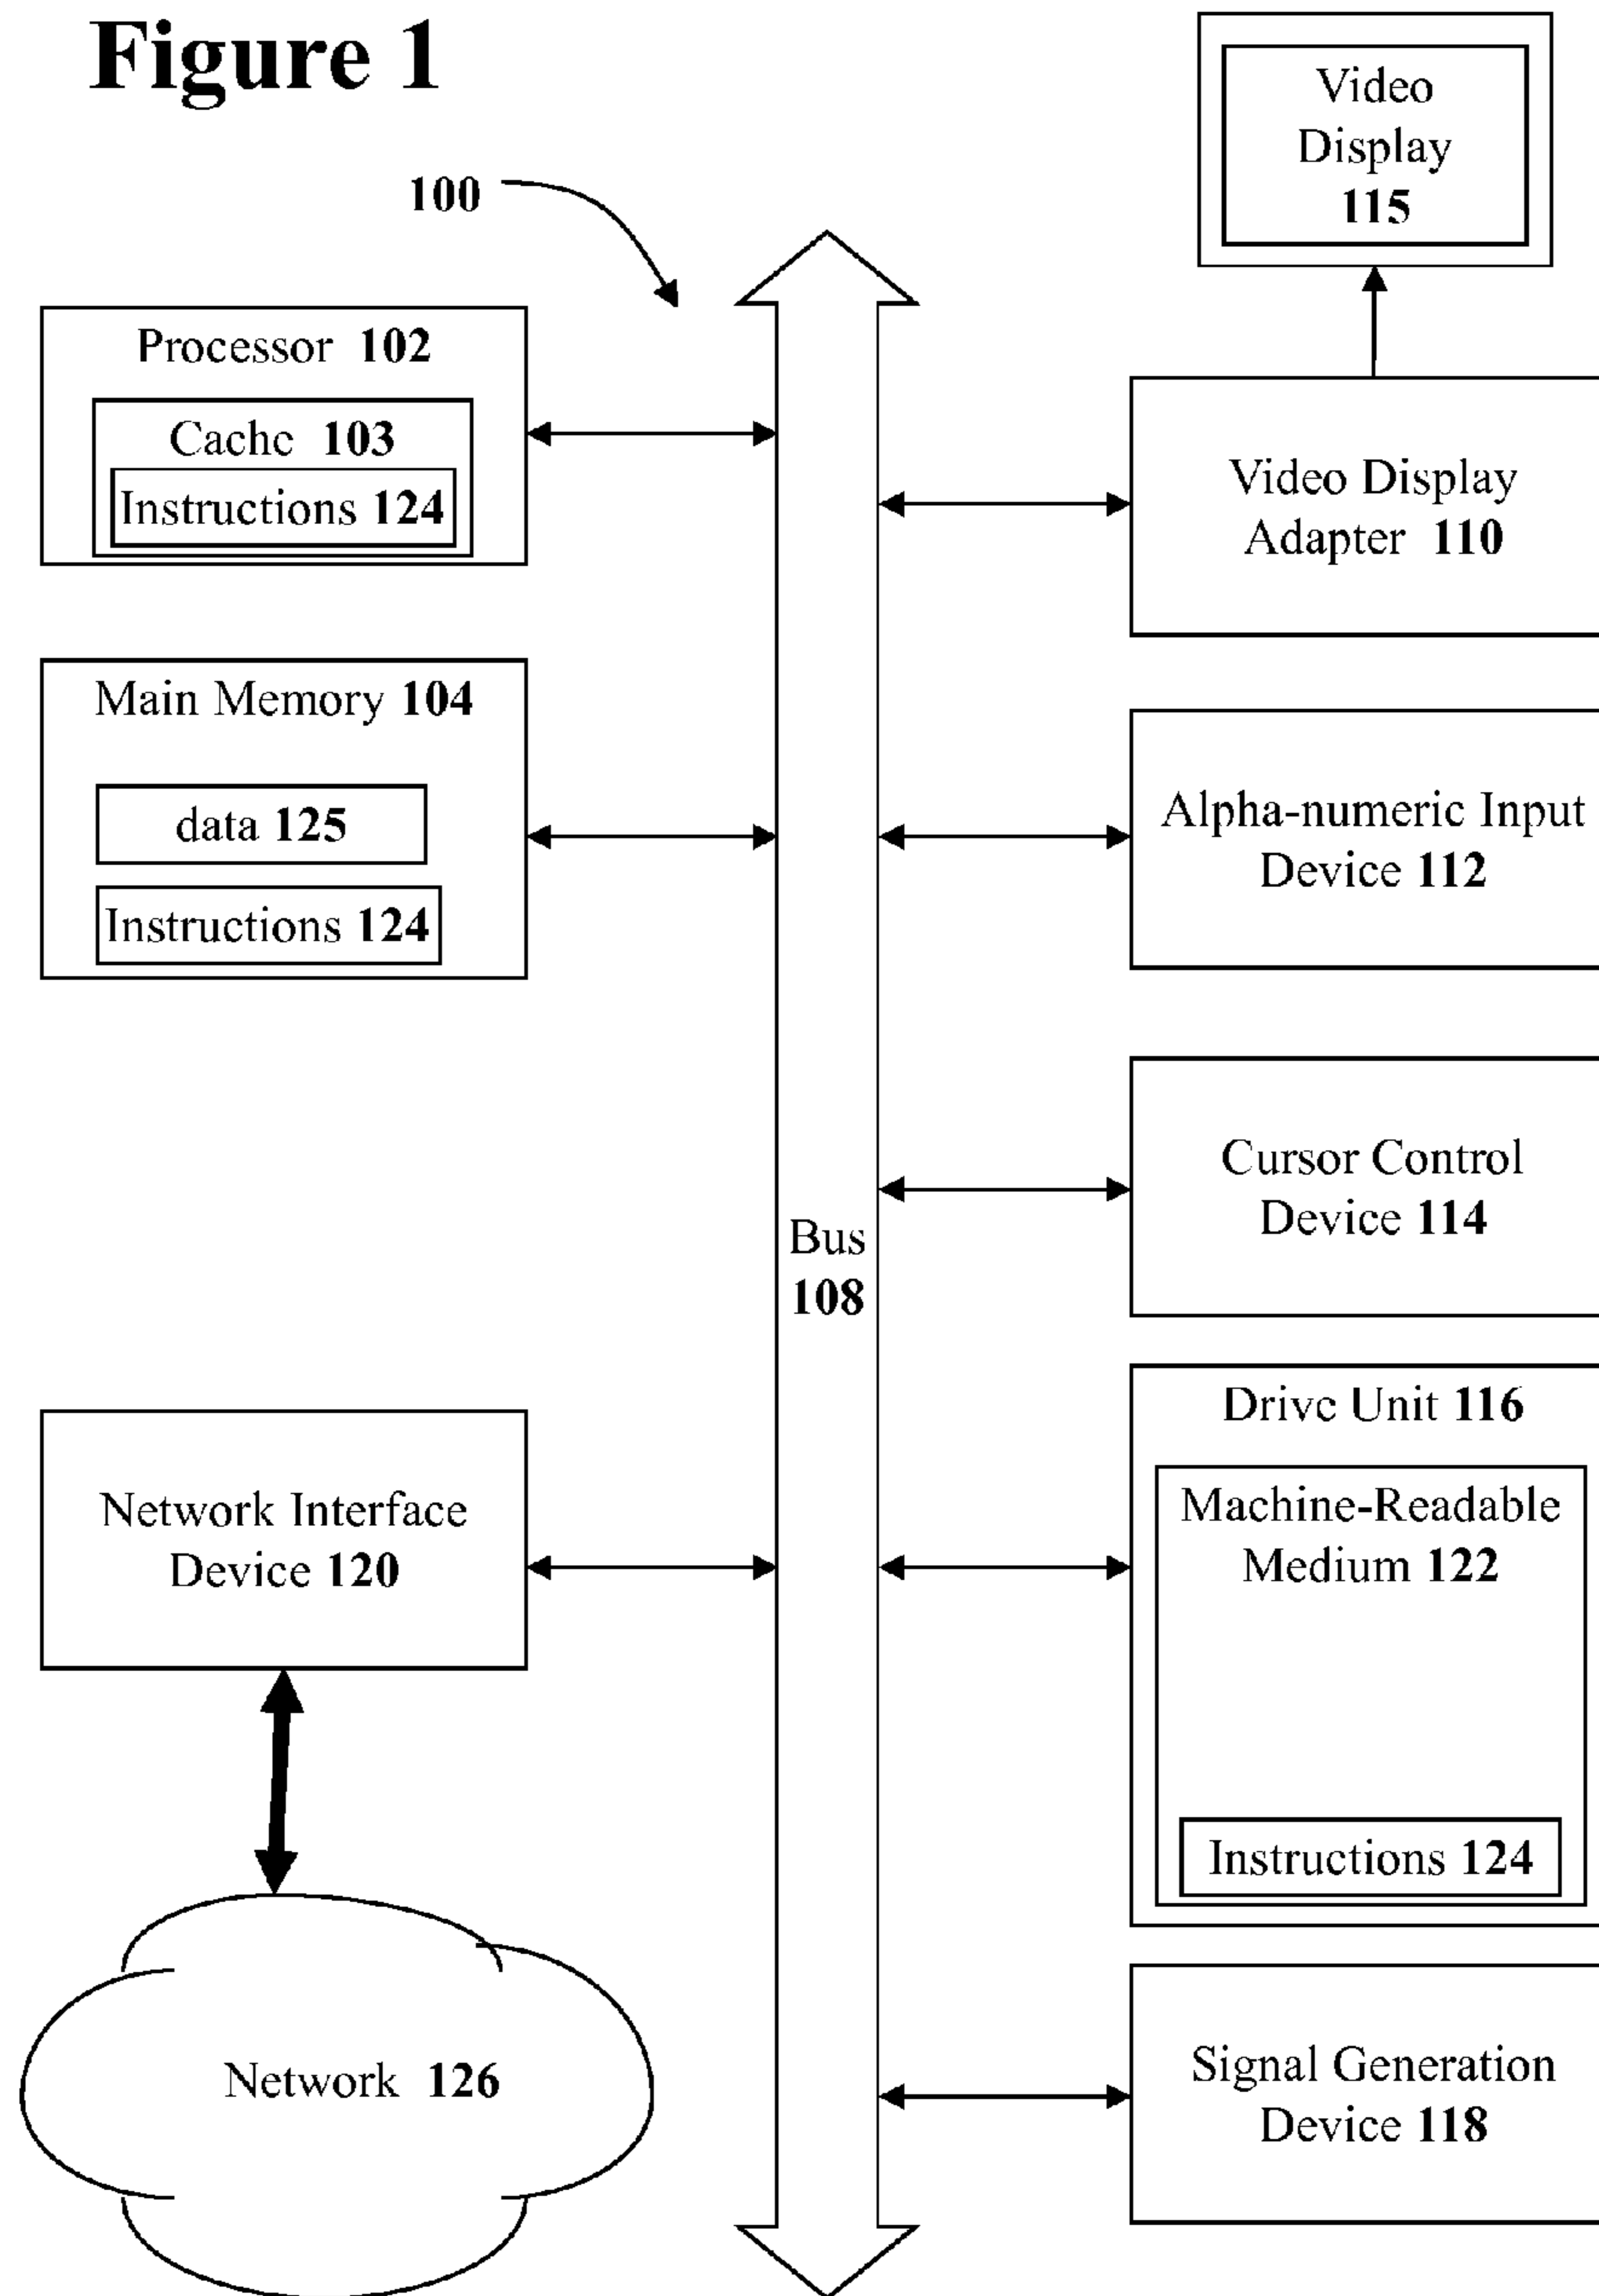 Figure 1
100
Video
Display
115
Processor 102
Cache 103
Instructions 124
Video Display
Adapter 110
Main Memory 104
data 125
Instructions 124
Alpha-numeric Input
Device 112
Cursor Control
Device 114
Bus
108
Network Interface
Device 120
Drive Unit 116
Machine-Readable
Medium 122
Instructions 124
Network 126
Signal Generation
Device 118